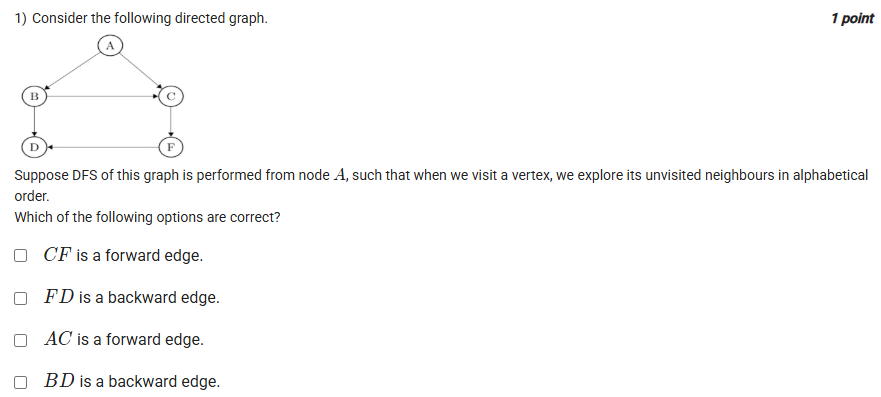 1) Consider the following directed graph.
1 point
A
B
C
D
F
Suppose DFS of this graph is performed from node A, such that when we visit a vertex, we explore its unvisited neighbours in alphabetical
order.
Which of the following options are correct?
CF is a forward edge.
FD is a backward edge.
AC is a forward edge.
BD is a backward edge.